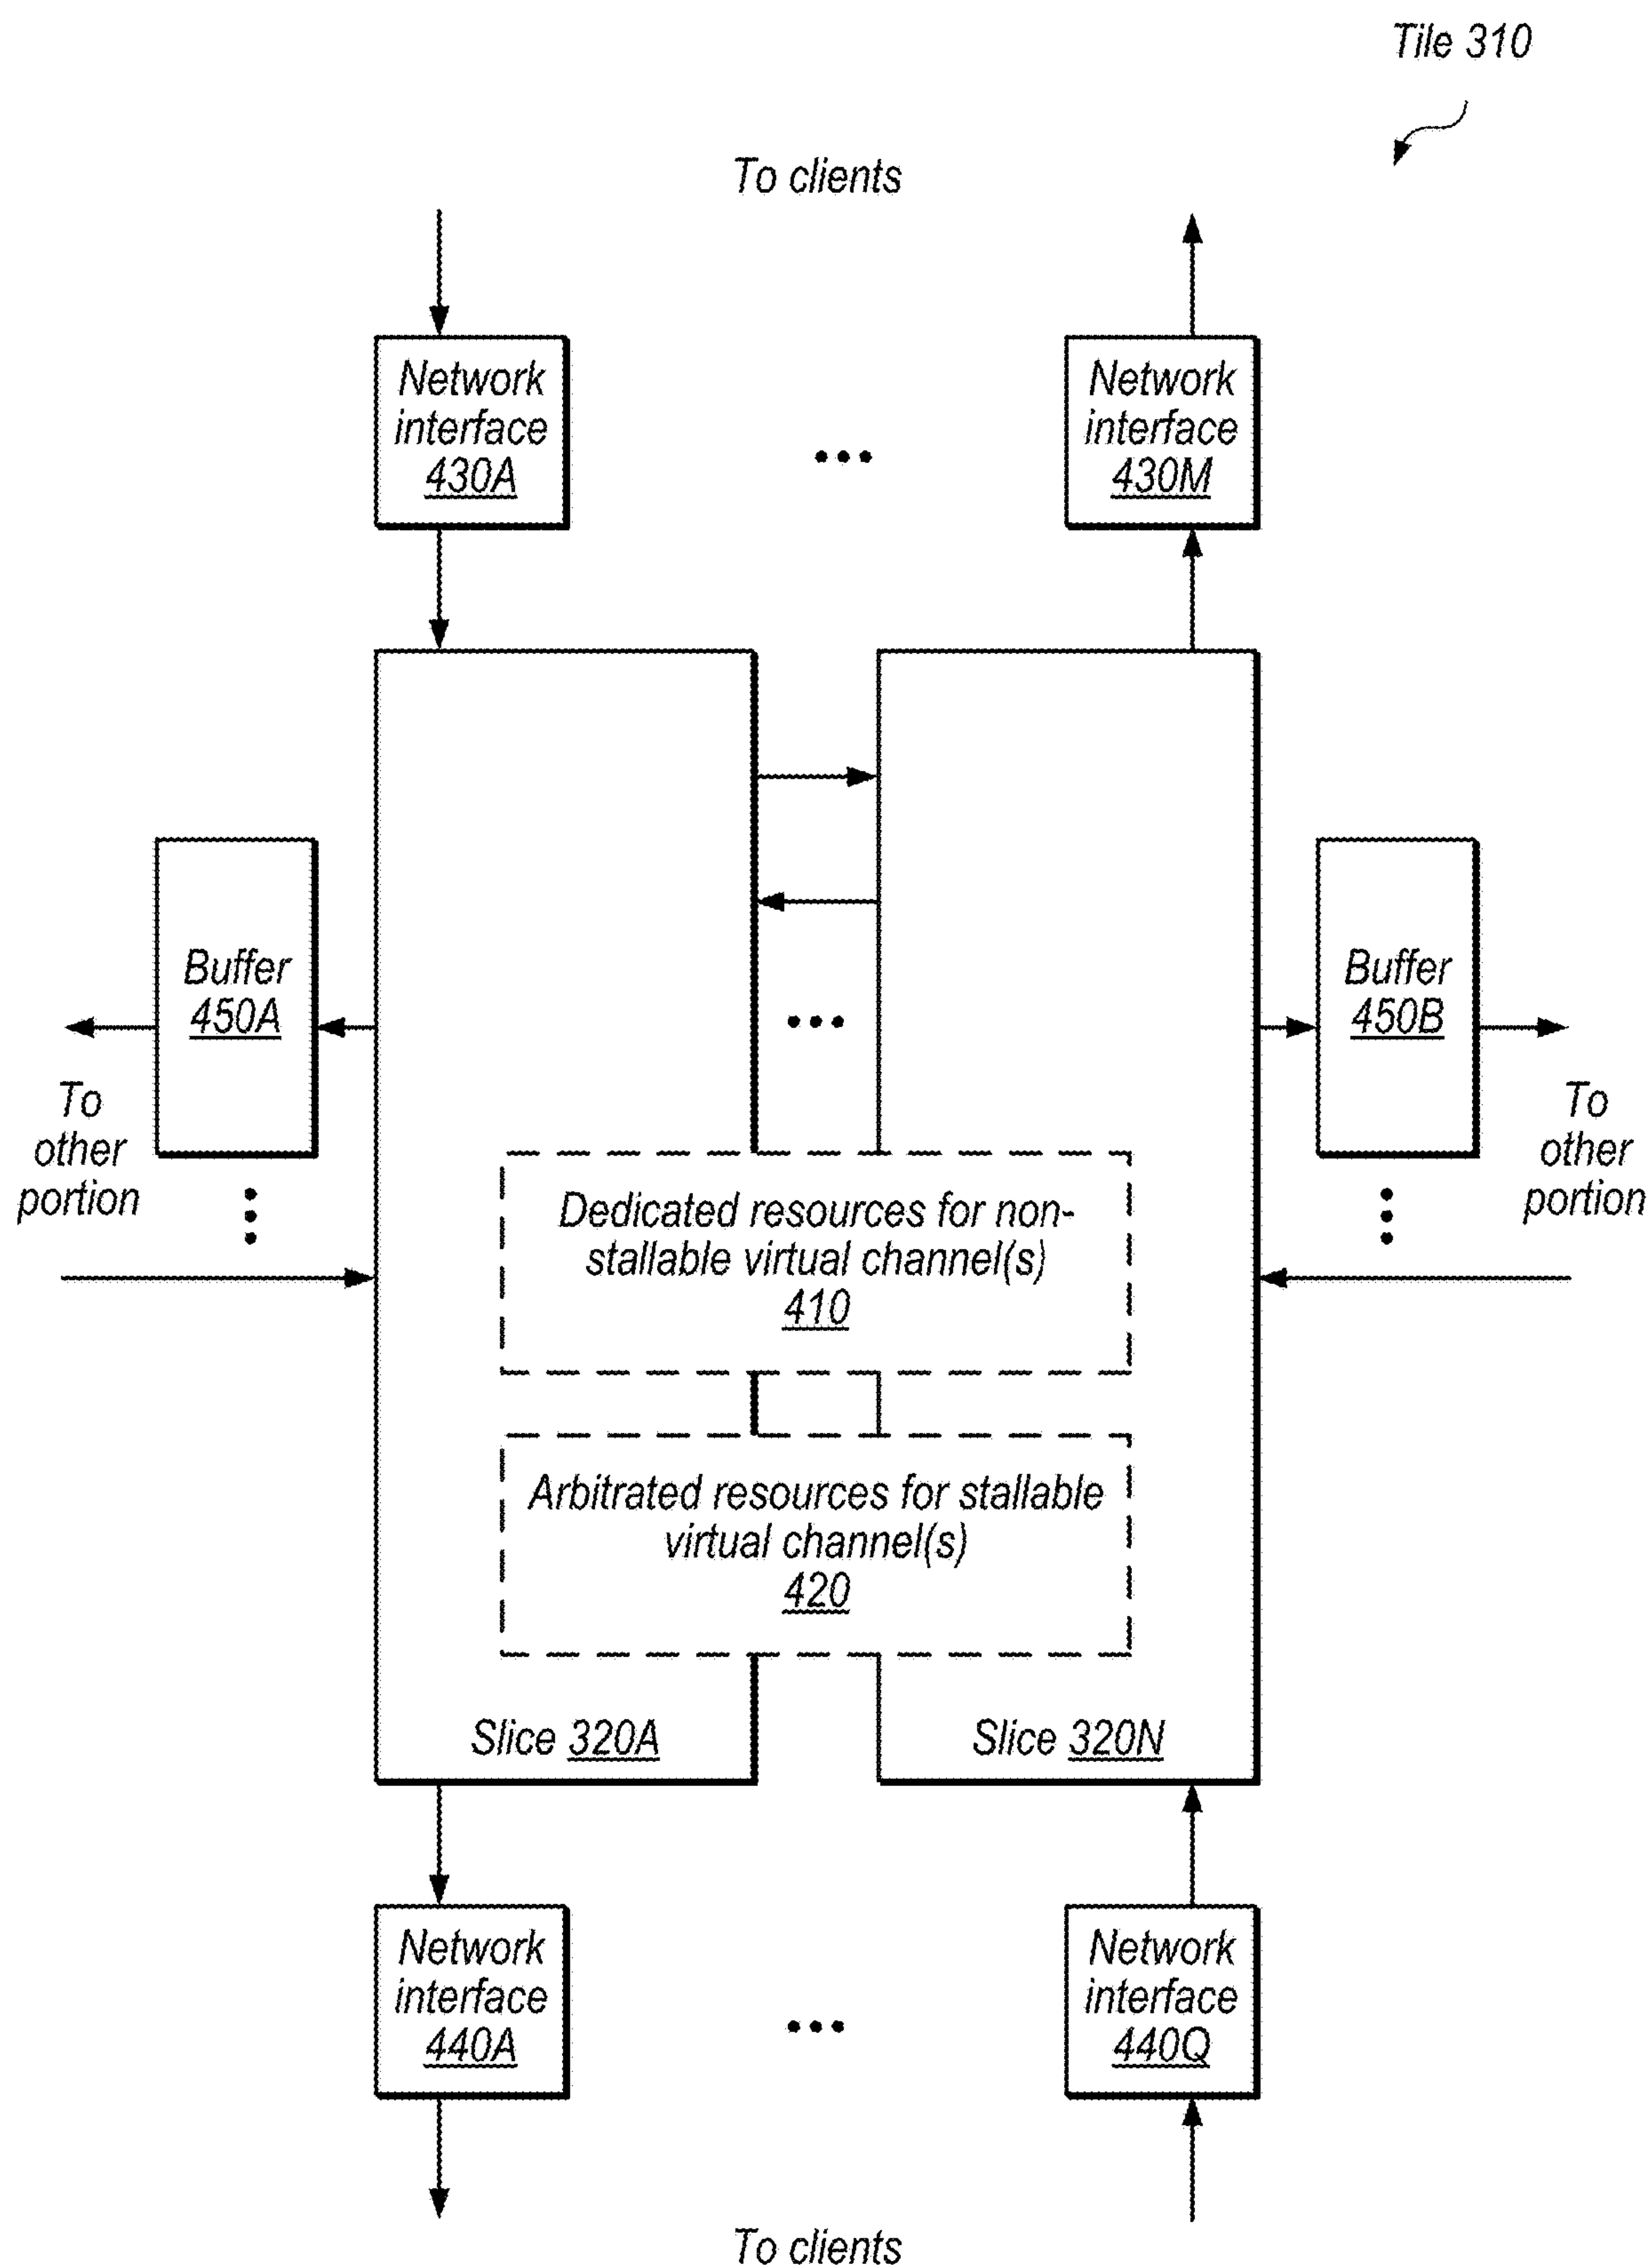 Tile 310
To clients
Network
interface
430A
Network
interface
430M
Buffer
450A
Buffer
450B
To
other
portion
To
other
portion
Dedicated resources for non-
stallable virtual channel(s)
410
Arbitrated resources for stallable
virtual channel(s)
420
Slice 320A
Slice 320N
Network
interface
440A
Network
interface
440Q
To clients